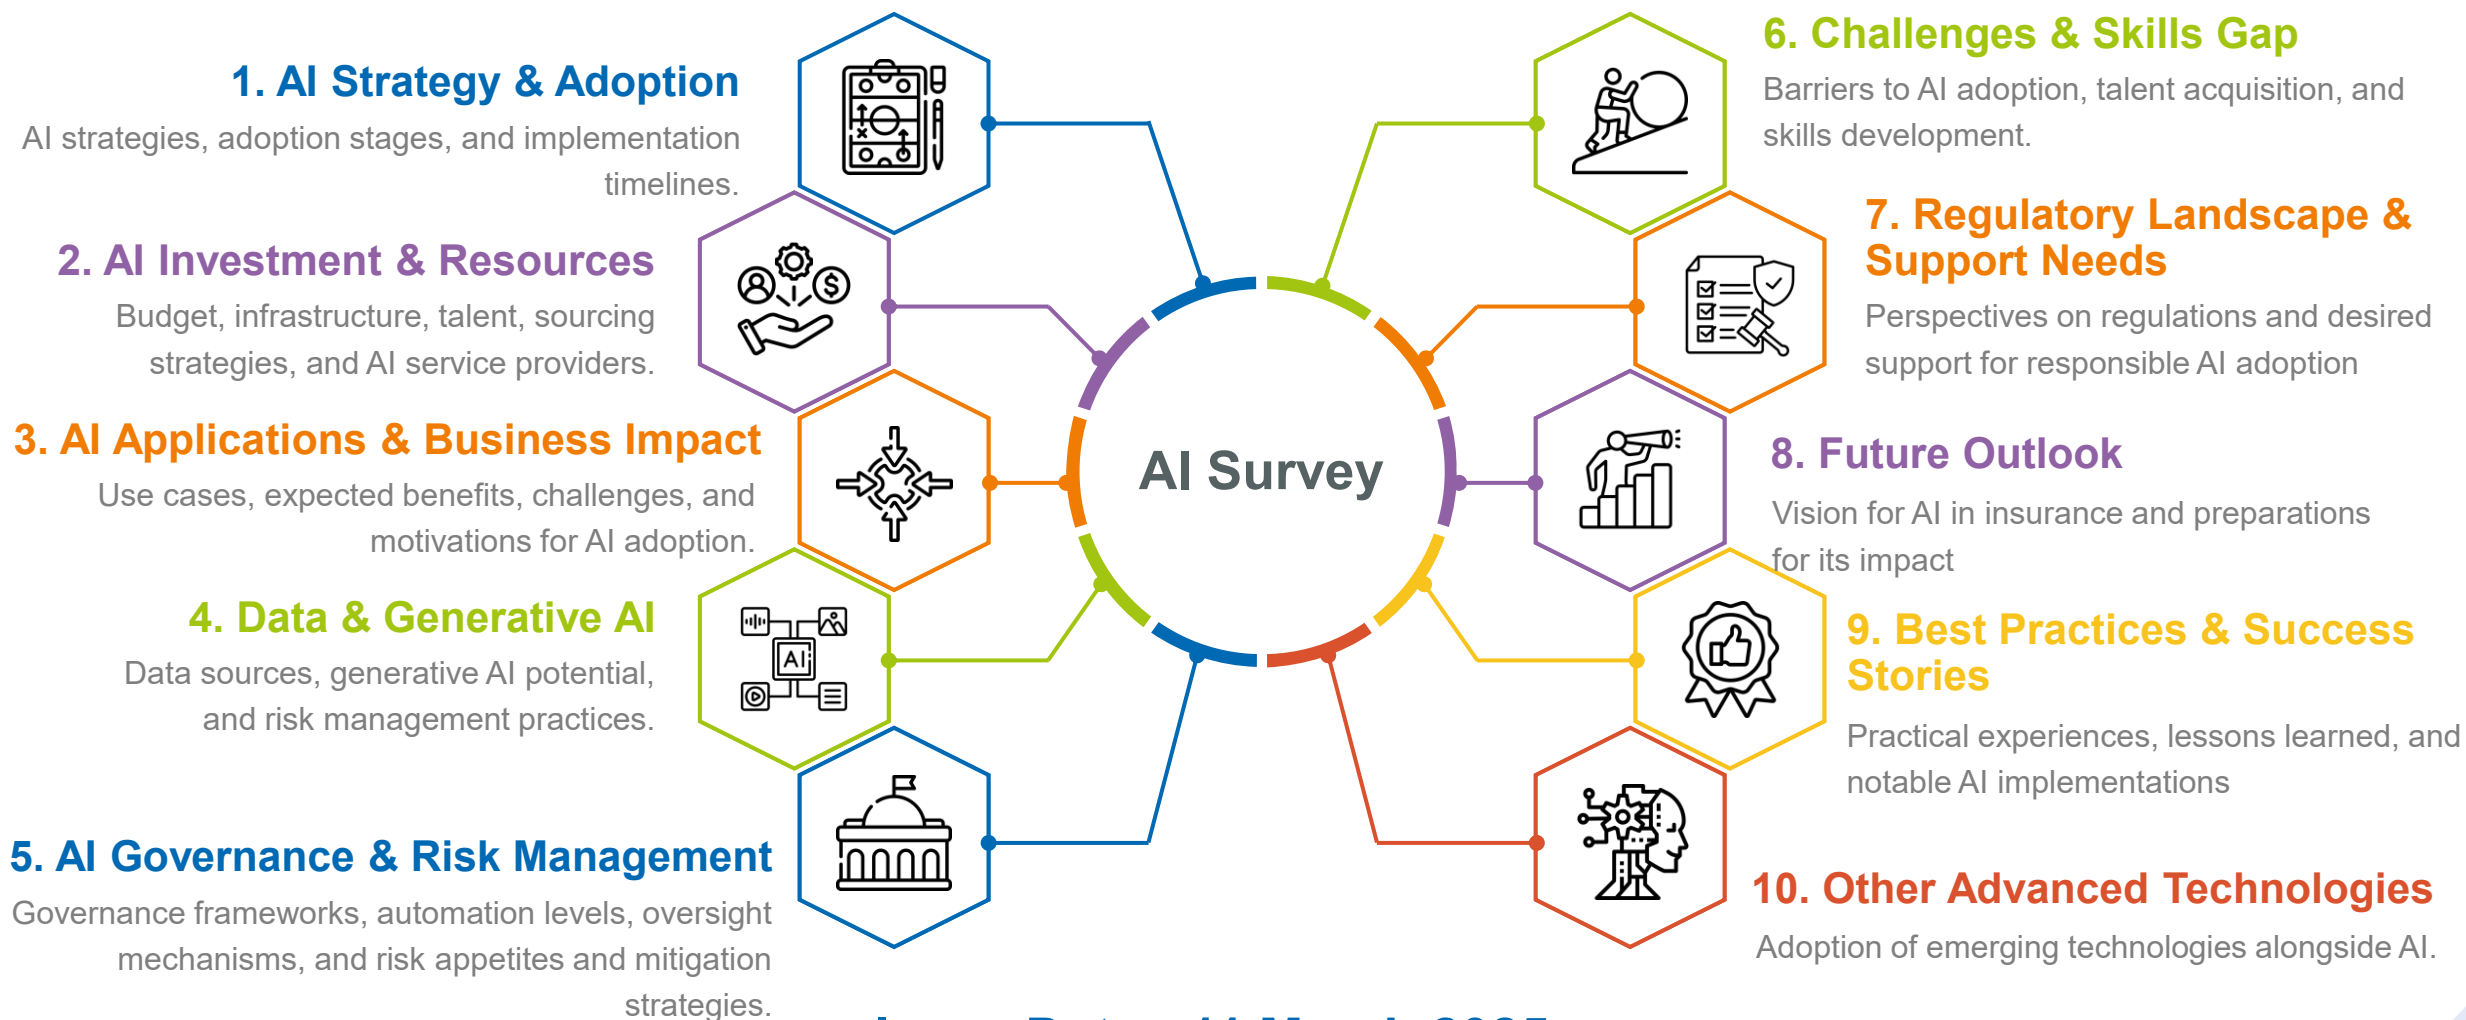 1. AI Strategy & Adoption
AI strategies, adoption stages, and implementation
timelines.
2. AI Investment & Resources
Budget, infrastructure, talent, sourcing
strategies, and AI service providers.
3. AI Applications & Business Impact
Use cases, expected benefits, challenges, and
motivations for AI adoption.
4. Data & Generative AI
Data sources, generative AI potential,
and risk management practices.
5. AI Governance & Risk Management
Governance frameworks, automation levels, oversight
mechanisms, and risk appetites and mitigation
strategies.
AI
$
AI Survey
6. Challenges & Skills Gap
Barriers to AI adoption, talent acquisition, and
skills development.
7. Regulatory Landscape &
Support Needs
Perspectives on regulations and desired
support for responsible AI adoption
8. Future Outlook
Vision for AI in insurance and preparations
for its impact
9. Best Practices & Success
Stories
Practical experiences, lessons learned, and
notable AI implementations
10. Other Advanced Technologies
Adoption of emerging technologies alongside AI.